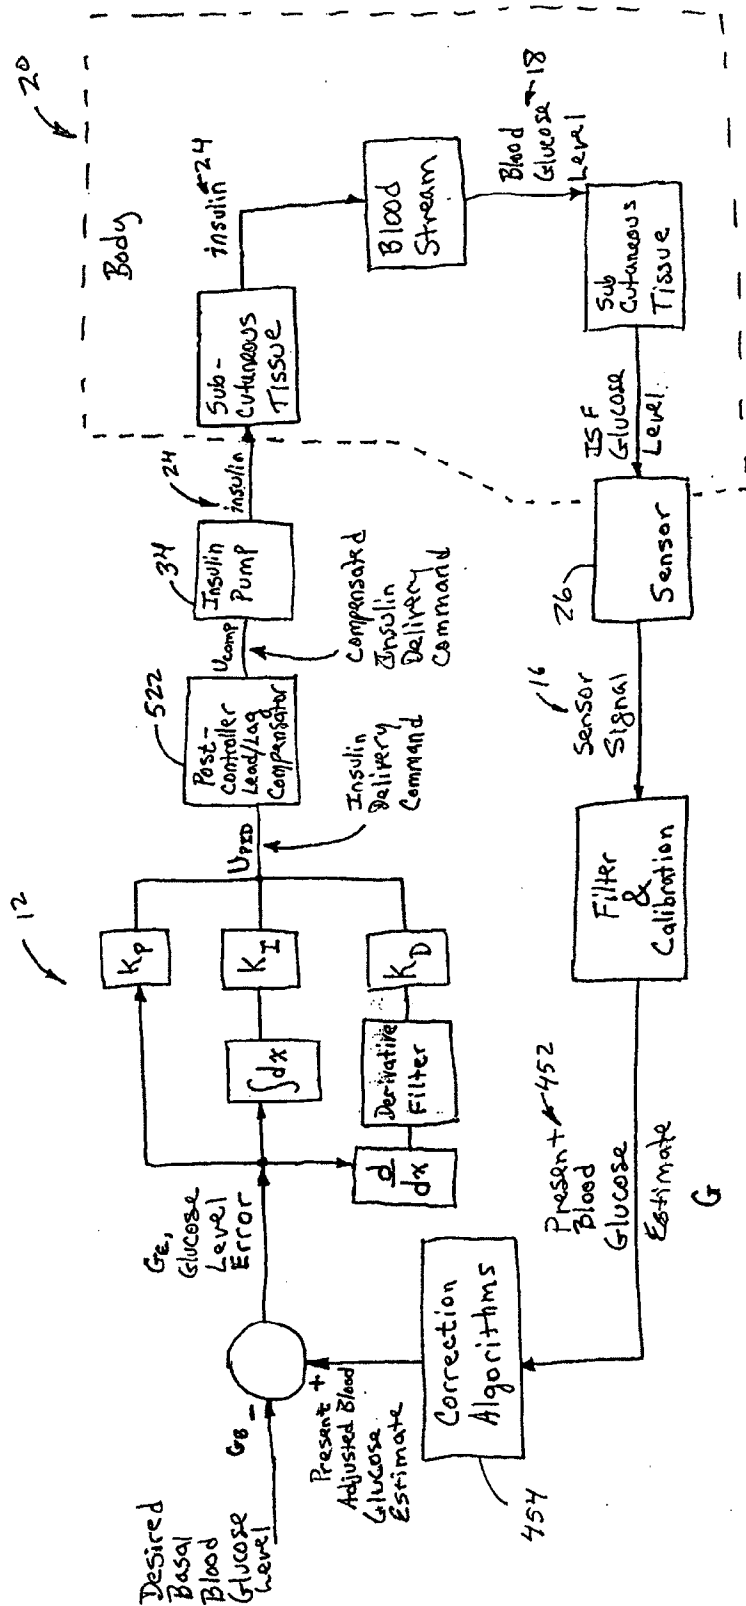 12
20
Body
Desired
Basal
Blood
Glucose
Level
GB
−
+
GE,
Glucose
Level
Error
KP
∫dx
KI
d
dx
Derivative
Filter
KD
UPID
Insulin
Delivery
Command
522
Post-
Controller
Lead/Lag
Compensator
Ucomp
Compensated
Insulin
Delivery
Command
34
Insulin
Pump
24
insulin
Sub-
Cutaneous
Tissue
insulin 24
Blood
Stream
Blood
Glucose 18
Level
Sub
Cutaneous
Tissue
ISF
Glucose
Level
26
Sensor
16
Sensor
Signal
Filter
&
Calibration
Present 452
Blood
Glucose
Estimate
G
Correction
Algorithms
454
Present
Adjusted Blood
Glucose
Estimate